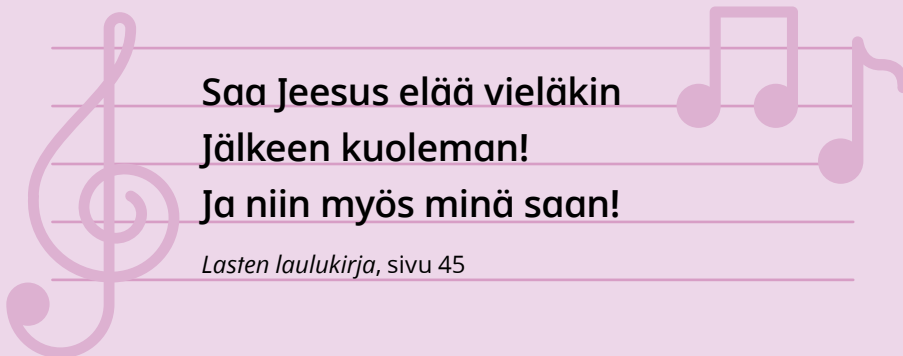 Saa Jeesus elää vieläkin
Jälkeen kuoleman!
Ja niin myös minä saan!
Lasten laulukirja, sivu 45